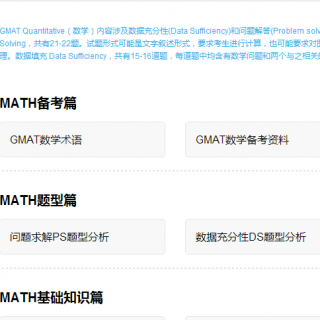 GMAT Quantitative（数学）内容涉及数据充分性(Data Sufficiency)和问题解答(Problem solv
Solving，共有21-22题。试题形式可能是文字叙述形式，要求考生进行计算，也可能要求对图
理。数据填充 Data Sufficiency，共有15-16道题，每道题中均含有数学问题和两个与之相关的
MATH备考篇
GMAT数学术语
GMAT数学备考资料
MATH题型篇
问题求解PS题型分析
数据充分性DS题型分析
MATH基础知识篇